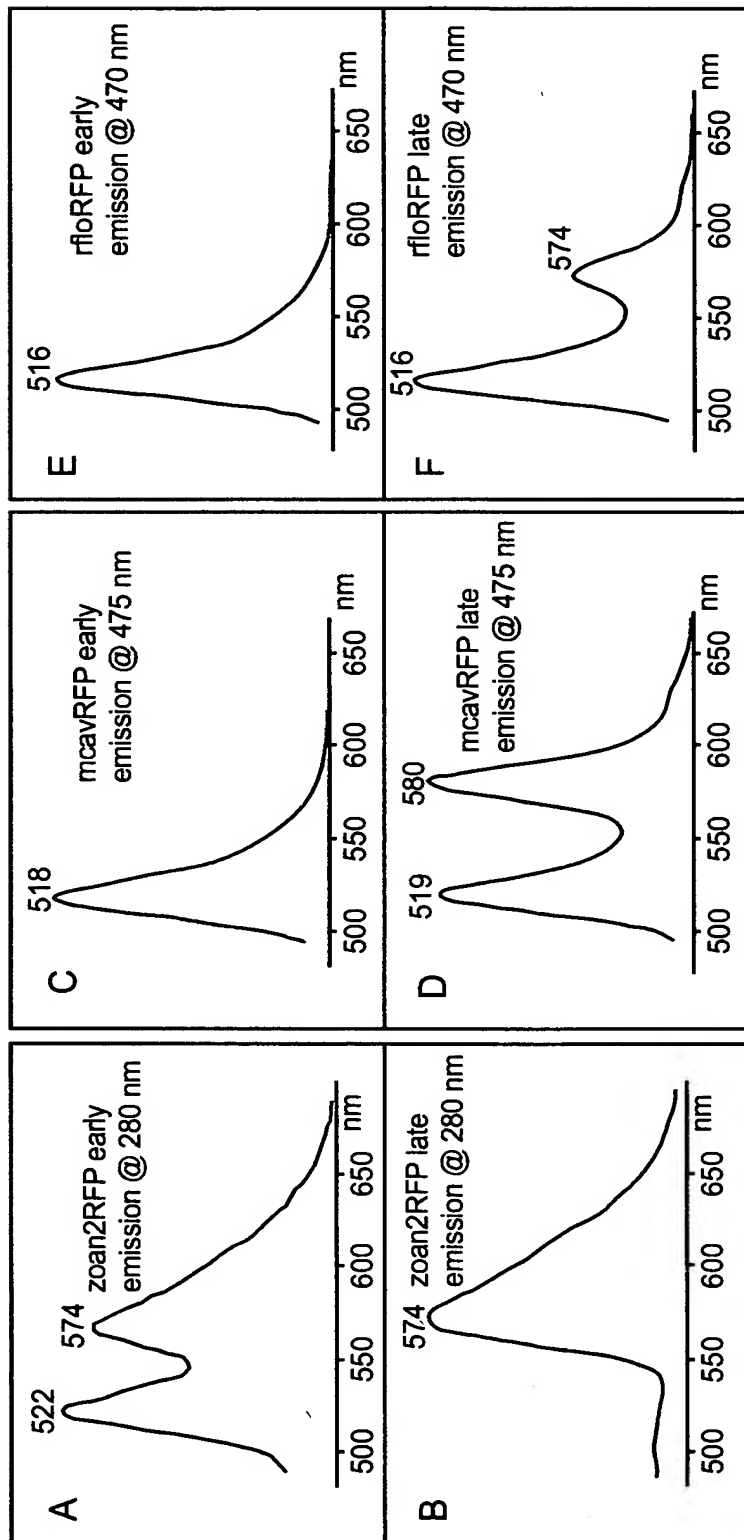 A
zoan2RFP early
emission @ 280 nm
522
574
500
550
600
650
nm
B
zoan2RFP late
emission @ 280 nm
574
500
550
600
650
nm
C
mcavRFP early
emission @ 475 nm
518
500
550
600
650
nm
D
mcavRFP late
emission @ 475 nm
519
580
500
550
600
650
nm
E
rfloRFP early
emission @ 470 nm
516
500
550
600
650
nm
F
rfloRFP late
emission @ 470 nm
516
574
500
550
600
650
nm